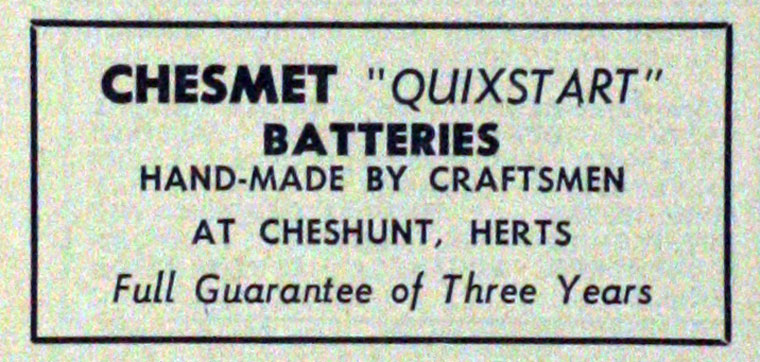 CHESMET "QUIXSTART"
BATTERIES
HAND-MADE BY CRAFTSMEN
AT CHESHUNT, HERTS
Full Guarantee of Three Years